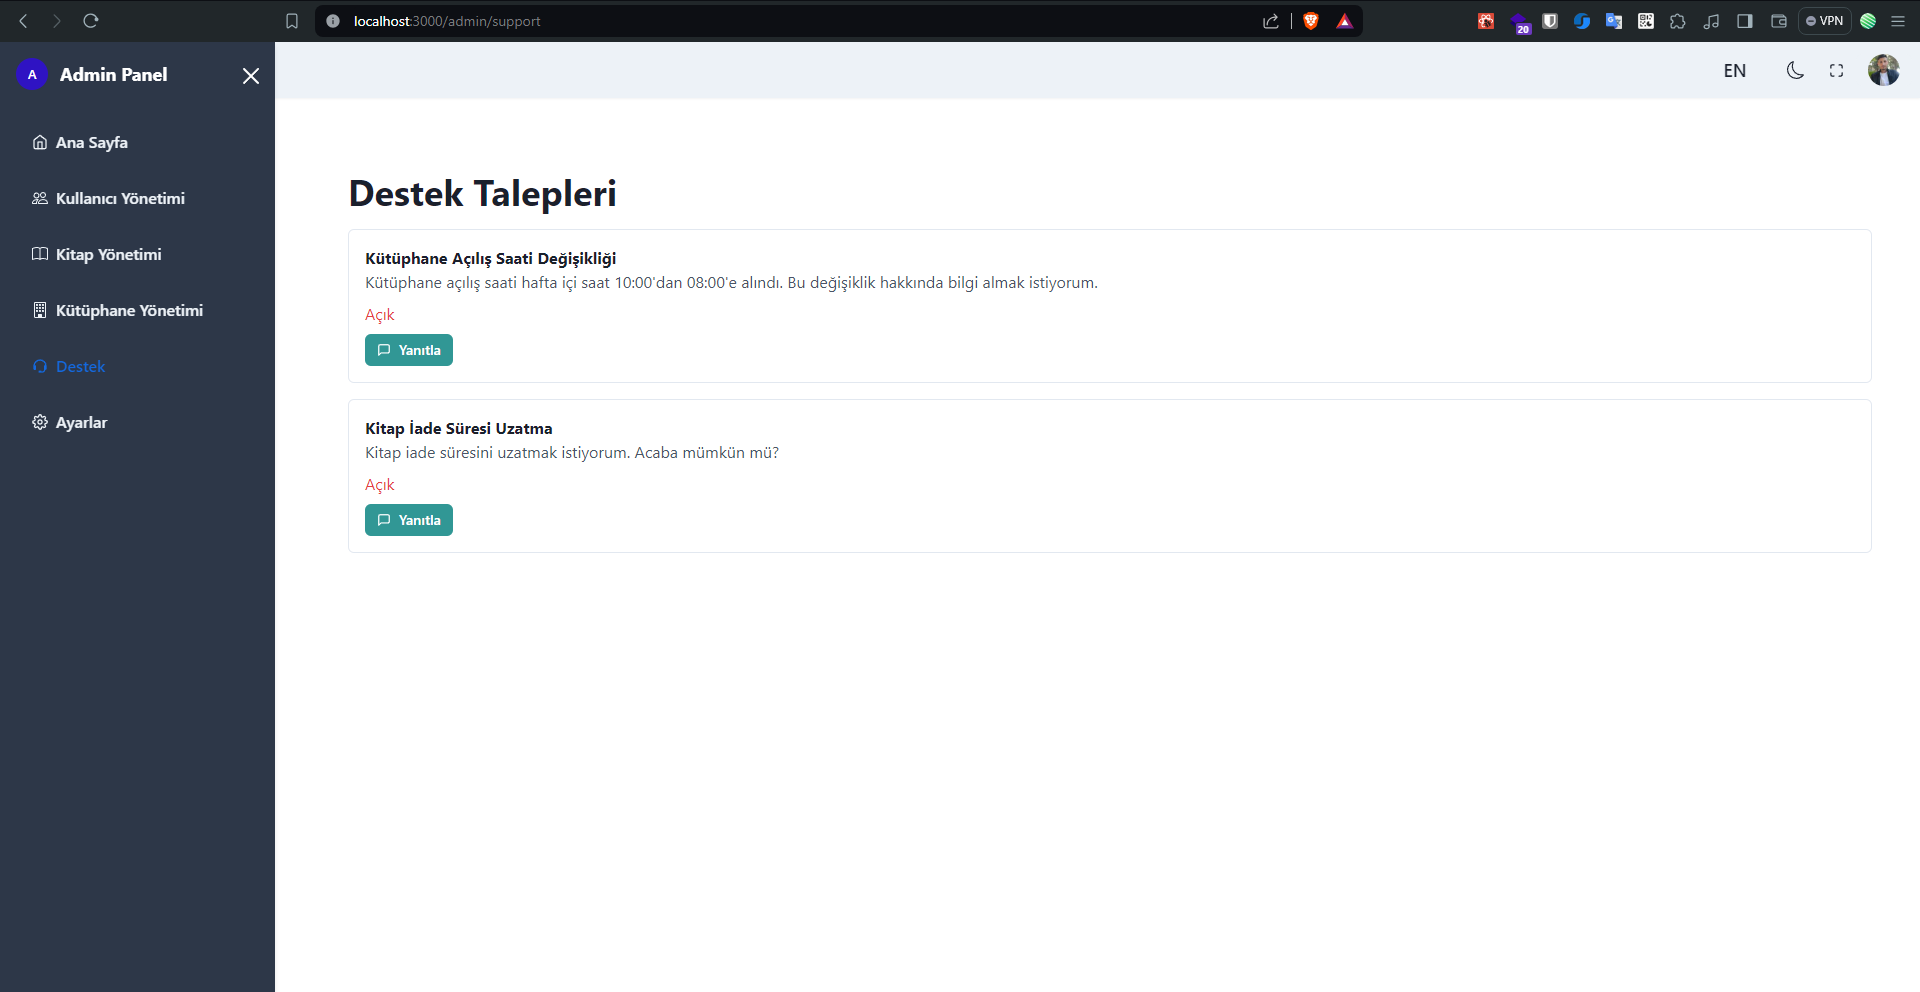 localhost:3000/admin/support
20
VPN
A Admin Panel
EN
Ana Sayfa
Kullanıcı Yönetimi
Kitap Yönetimi
Kütüphane Yönetimi
Destek
Ayarlar
Destek Talepleri
Kütüphane Açılış Saati Değişikliği
Kütüphane açılış saati hafta içi saat 10:00'dan 08:00'e alındı. Bu değişiklik hakkında bilgi almak istiyorum.
Açık
Yanıtla
Kitap İade Süresi Uzatma
Kitap iade süresini uzatmak istiyorum. Acaba mümkün mü?
Açık
Yanıtla